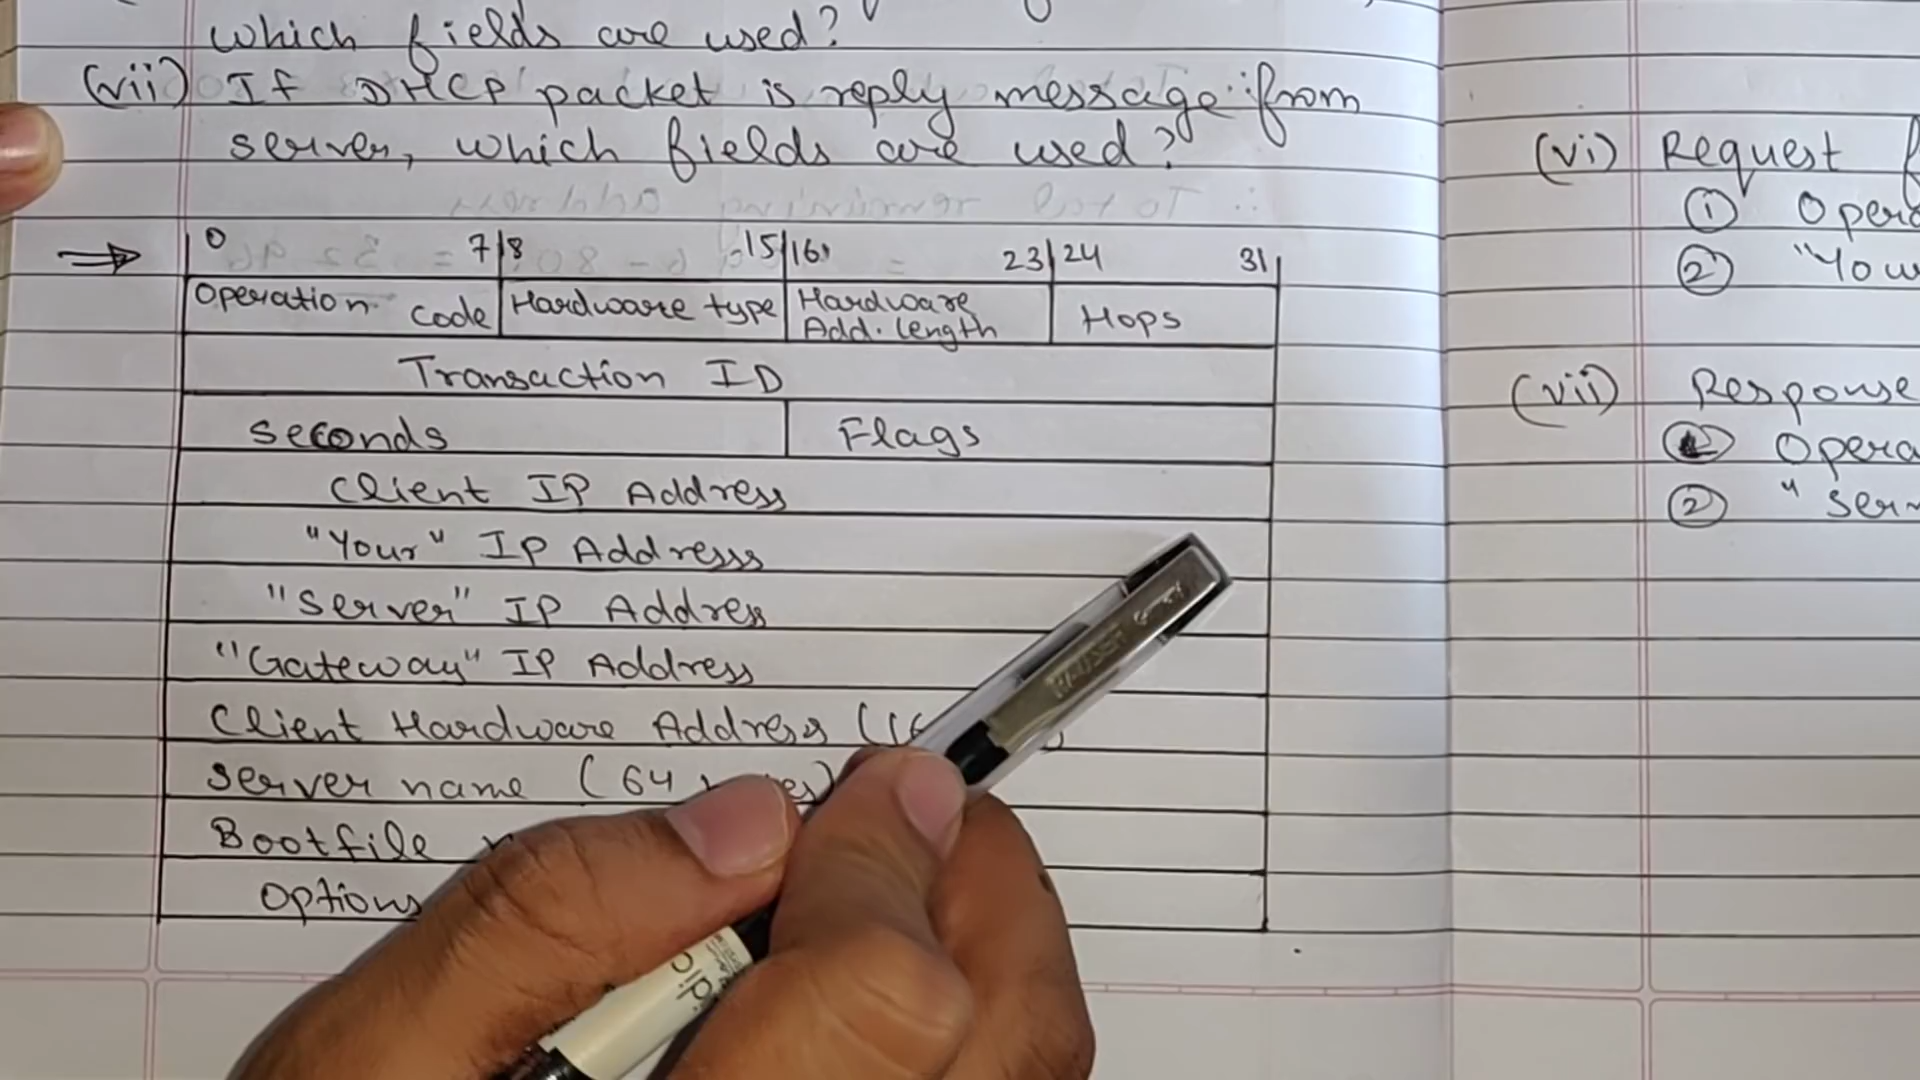 which fields are used?
(vii) If DHCP packet is reply message from
server, which fields are used?
0 7 8 15 16 23 24 31
Operation code Hardware type Hardware Add. length Hops
Transaction ID
Seconds Flags
Client IP Address
"Your" IP Addresss
"Server" IP Address
"Gateway" IP Address
Client Hardware Address (16
Server name (64
Bootfile
Options
(vi) Request
① Opera
② "You
(vii) Response
① Opera
② " Ser